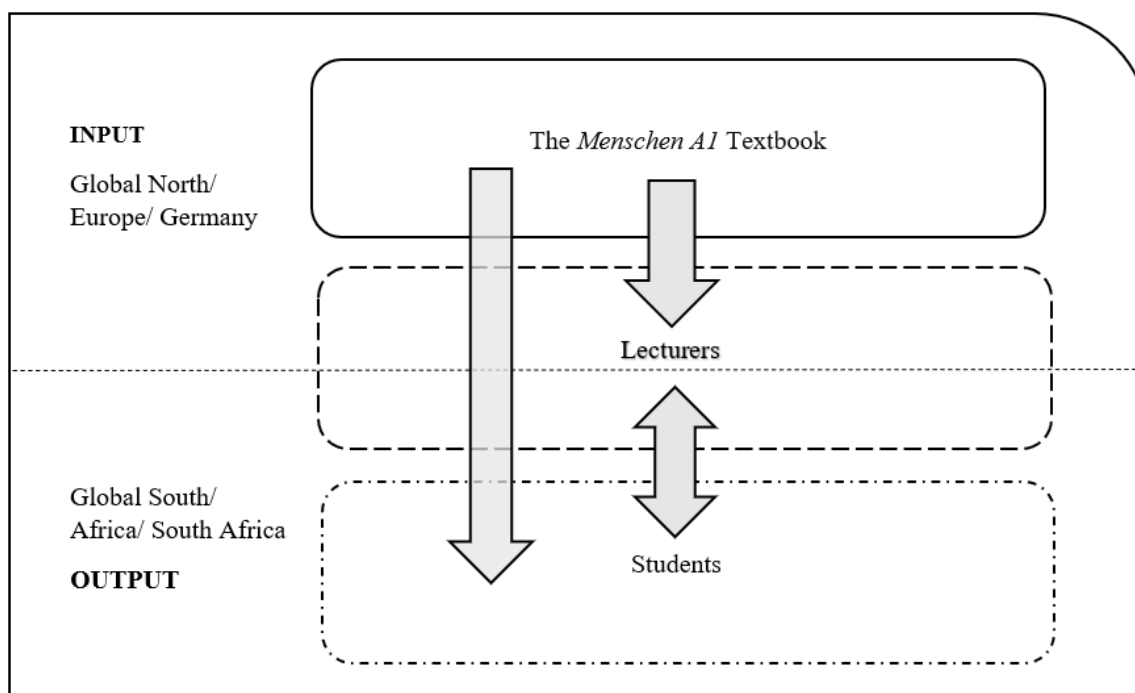 INPUT
The Menschen A1 Textbook
Global North/
Europe/ Germany
Lecturers
Global South/
Africa/ South Africa
Students
OUTPUT